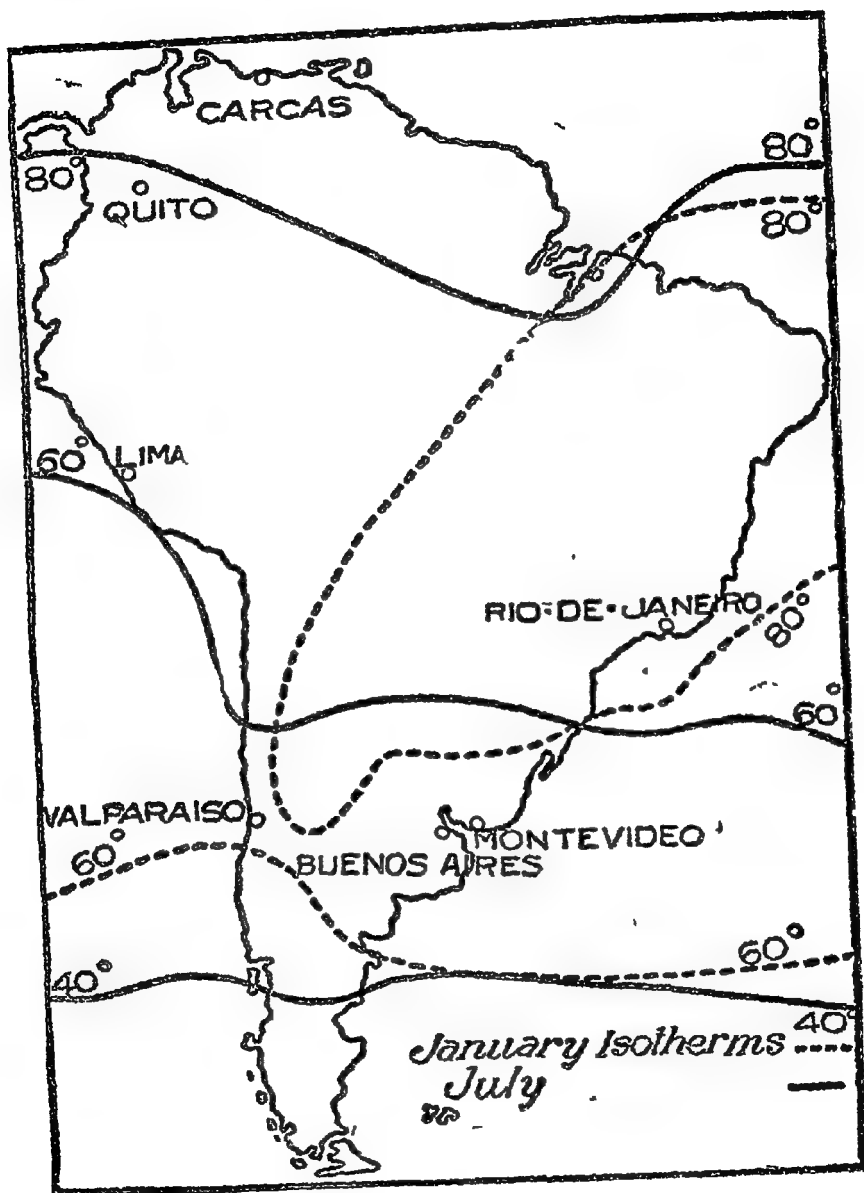 CARCAS
80°
80°
QUITO
80°
60° LIMA
RIO-DE-JANEIRO
80°
60°
VALPARAISO
MONTEVIDEO
60°
BUENOS AIRES
60°
40°
40°
January Isotherms
July